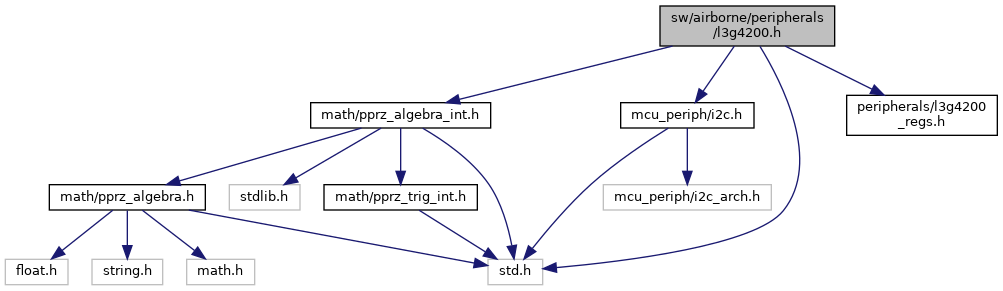 sw/airborne/peripherals
/l3g4200.h
math/pprz_algebra_int.h
mcu_periph/i2c.h
peripherals/l3g4200
_regs.h
math/pprz_algebra.h
stdlib.h
math/pprz_trig_int.h
mcu_periph/i2c_arch.h
float.h
string.h
math.h
std.h